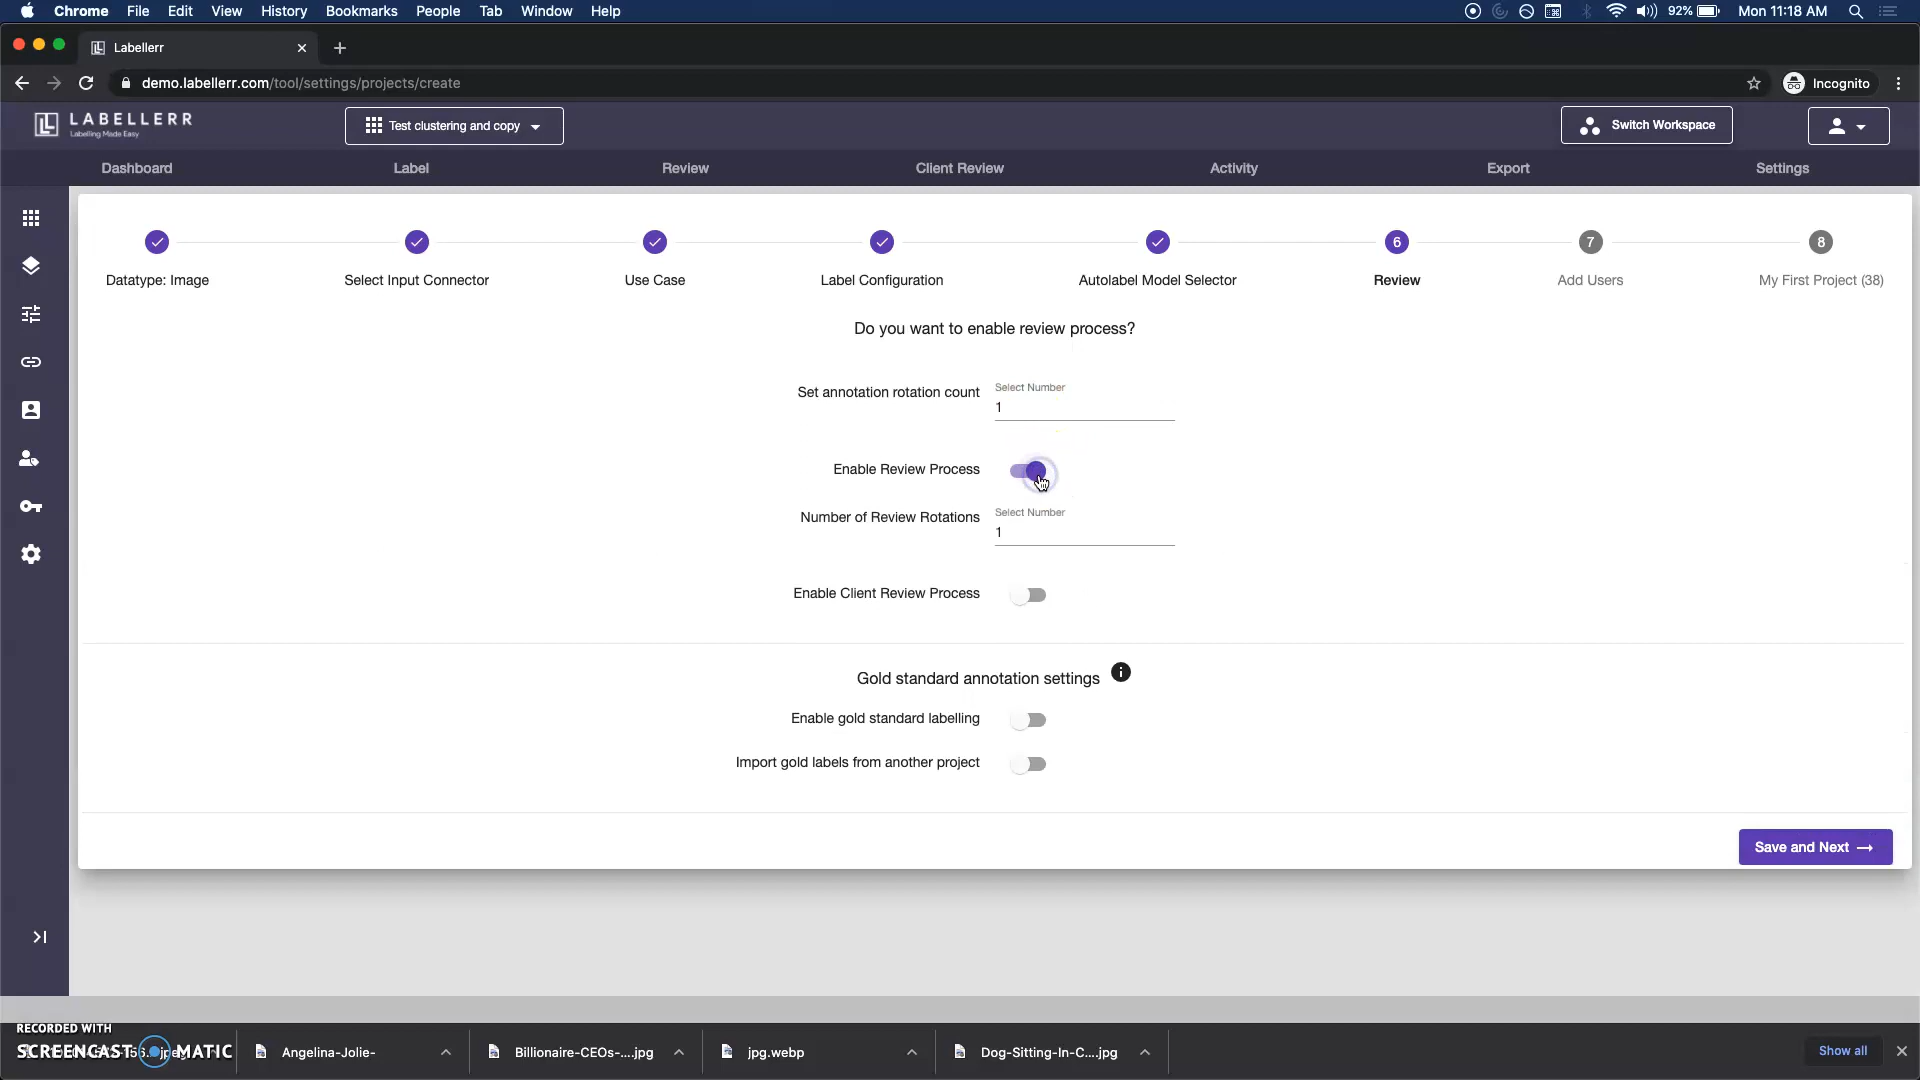 Chrome File Edit View History Bookmarks People Tab Window Help 92% Mon 11:18 AM
Labellerr
demo.labellerr.com/tool/settings/projects/create Incognito
LABELLERR
Labelling Made Easy
Test clustering and copy
Switch Workspace
Dashboard Label Review Client Review Activity Export Settings
6 7 8
Datatype: Image Select Input Connector Use Case Label Configuration Autolabel Model Selector Review Add Users My First Project (38)
Do you want to enable review process?
Select Number
Set annotation rotation count
1
Enable Review Process
Select Number
Number of Review Rotations
1
Enable Client Review Process
Gold standard annotation settings
Enable gold standard labelling
Import gold labels from another project
Save and Next
RECORDED WITH
SCREENCAST MATIC
Angelina-Jolie- Billionaire-CEOs-....jpg jpg.webp Dog-Sitting-In-C....jpg Show all